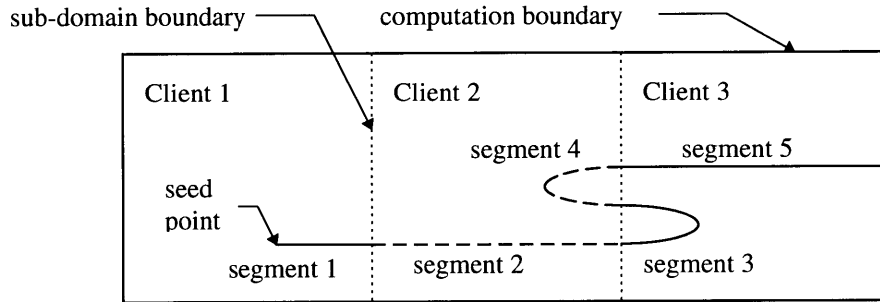 sub-domain boundary
computation boundary
Client 1
Client 2
Client 3
segment 4
segment 5
seed
point
segment 1
segment 2
segment 3